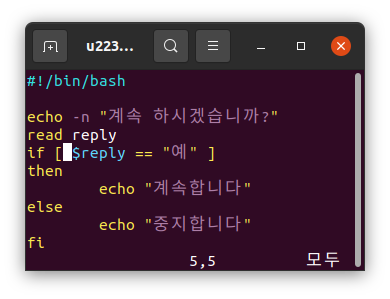 u223...
#!/bin/bash
echo -n "계속 하시겠습니까?"
read reply
if [ $reply == "예" ]
then
        echo "계속합니다"
else
        echo "중지합니다"
fi
5,5 모두